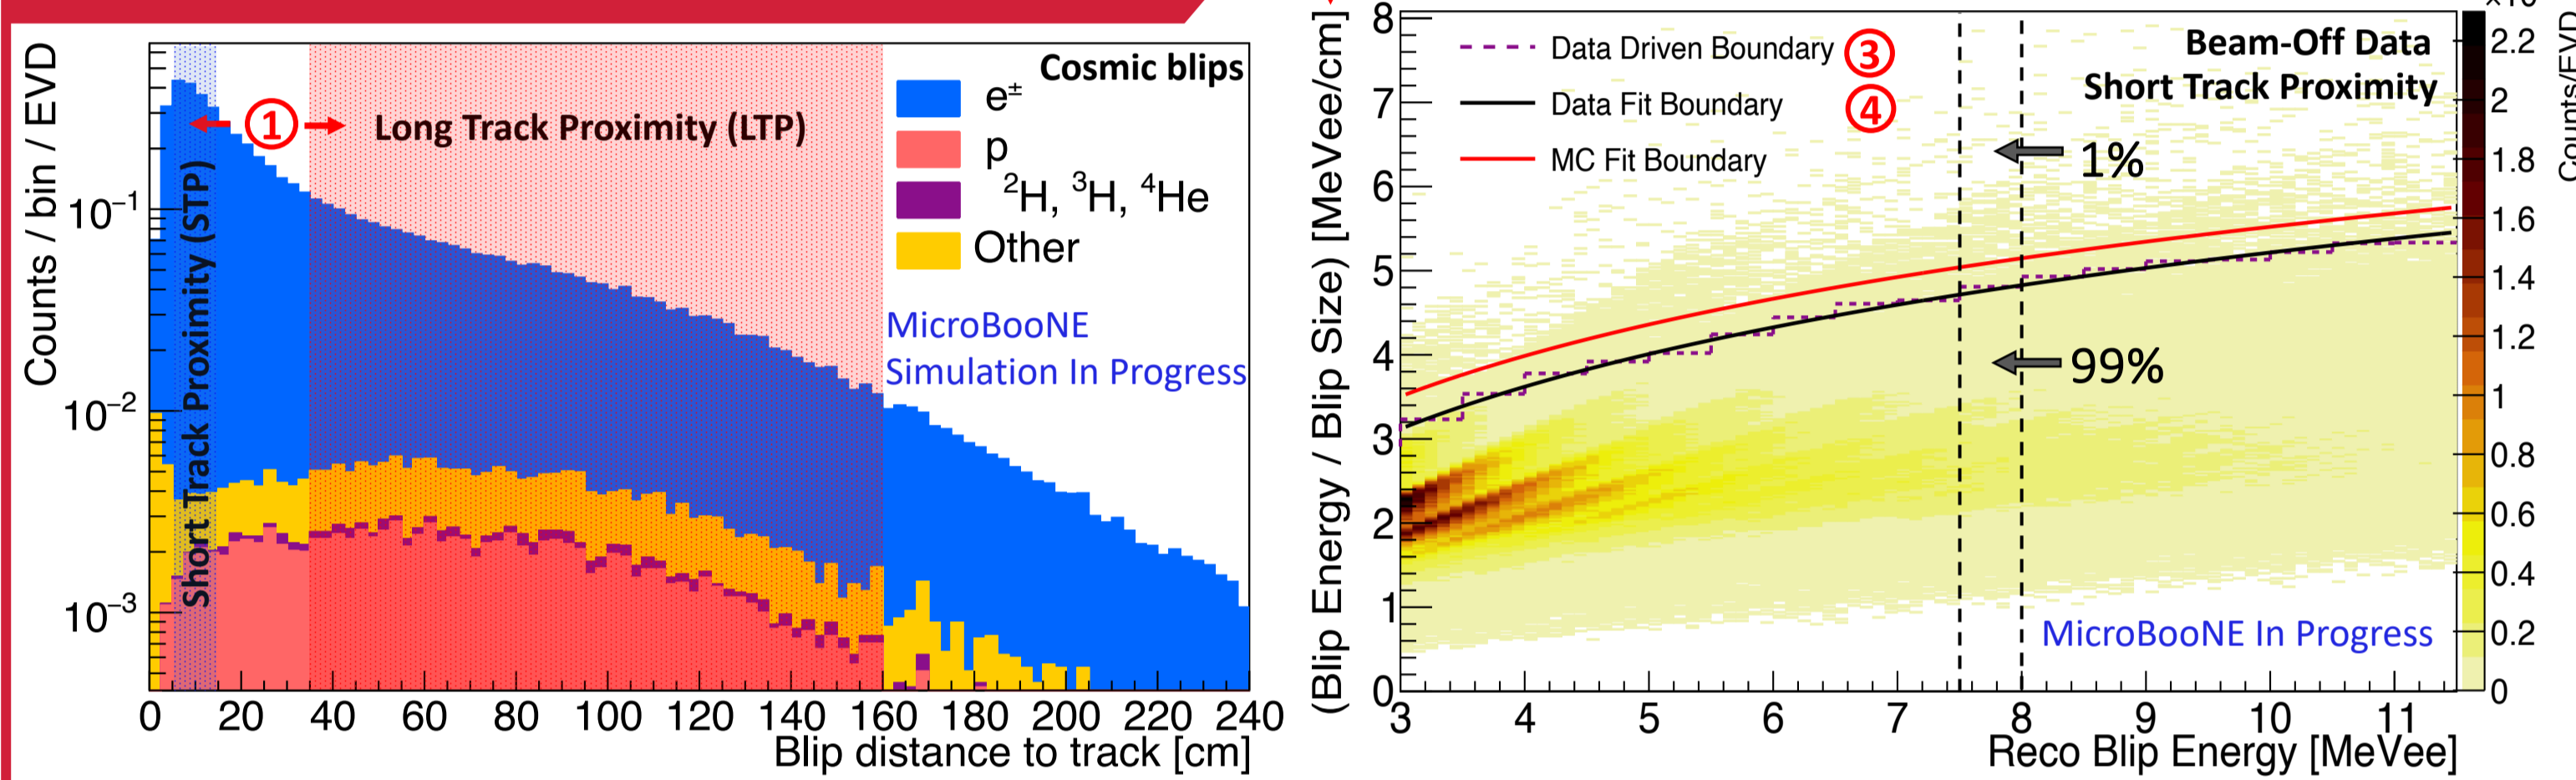 Counts / bin / EVD
10⁻¹
10⁻²
10⁻³
Short Track Proximity (STP)
1
Long Track Proximity (LTP)
Cosmic blips
e±
p
²H, ³H, ⁴He
Other
MicroBooNE
Simulation In Progress
0 20 40 60 80 100 120 140 160 180 200 220 240
Blip distance to track [cm]
(Blip Energy / Blip Size) [MeVee/cm]
8
7
6
5
4
3
2
1
0
Data Driven Boundary 3
Data Fit Boundary 4
MC Fit Boundary
Beam-Off Data
Short Track Proximity
1%
99%
MicroBooNE In Progress
3 4 5 6 7 8 9 10 11
Reco Blip Energy [MeVee]
2.2
2
1.8
1.6
1.4
1.2
1
0.8
0.6
0.4
0.2
0
Counts/EVD